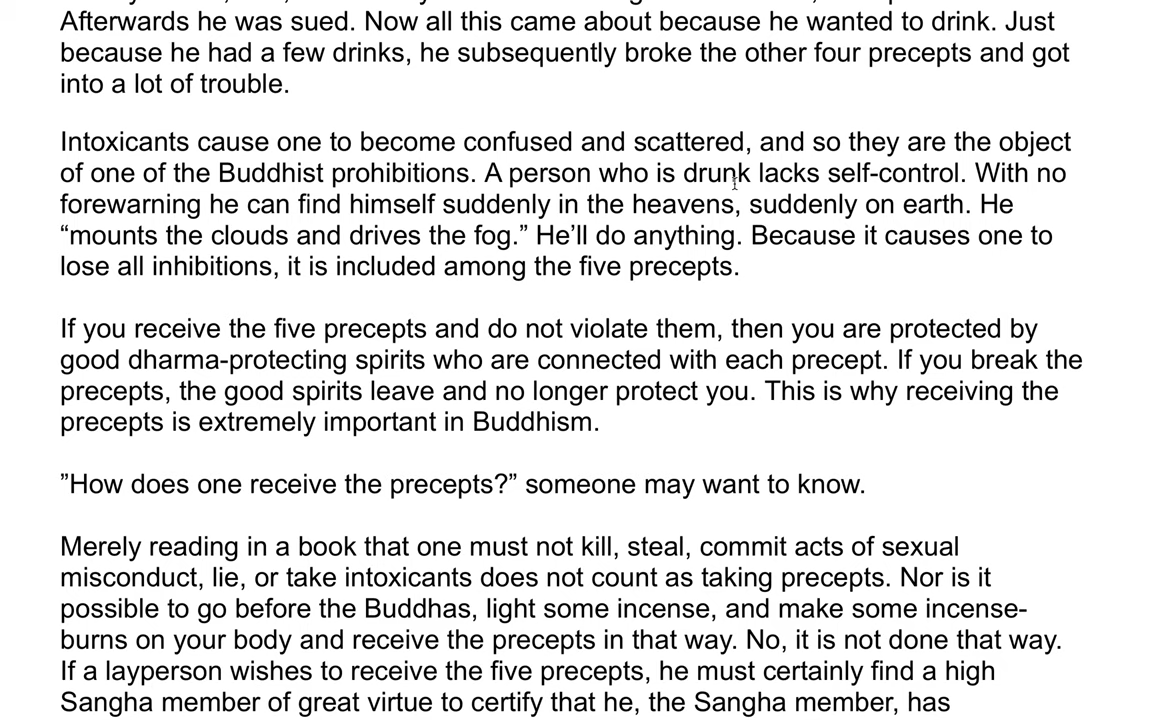 Afterwards he was sued. Now all this came about because he wanted to drink. Just
because he had a few drinks, he subsequently broke the other four precepts and got
into a lot of trouble.
Intoxicants cause one to become confused and scattered, and so they are the object
of one of the Buddhist prohibitions. A person who is drunk lacks self-control. With no
forewarning he can find himself suddenly in the heavens, suddenly on earth. He
“mounts the clouds and drives the fog.” He’ll do anything. Because it causes one to
lose all inhibitions, it is included among the five precepts.
If you receive the five precepts and do not violate them, then you are protected by
good dharma-protecting spirits who are connected with each precept. If you break the
precepts, the good spirits leave and no longer protect you. This is why receiving the
precepts is extremely important in Buddhism.
”How does one receive the precepts?” someone may want to know.
Merely reading in a book that one must not kill, steal, commit acts of sexual
misconduct, lie, or take intoxicants does not count as taking precepts. Nor is it
possible to go before the Buddhas, light some incense, and make some incense-
burns on your body and receive the precepts in that way. No, it is not done that way.
If a layperson wishes to receive the five precepts, he must certainly find a high
Sangha member of great virtue to certify that he, the Sangha member, has